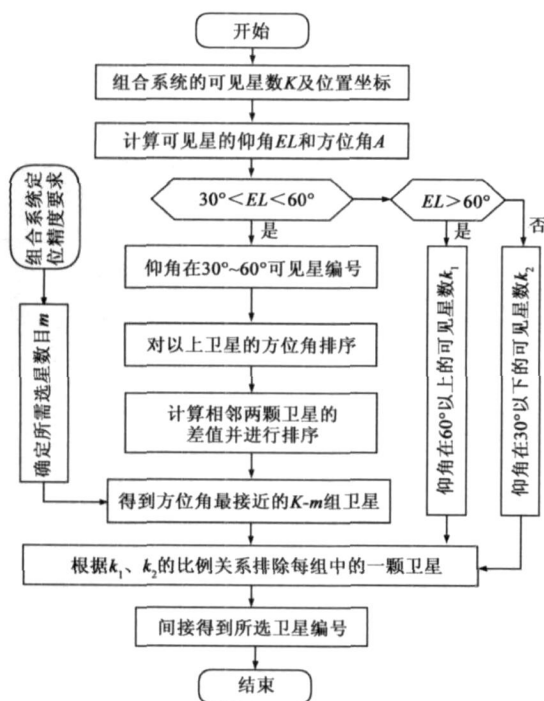 开始
组合系统的可见星数K及位置坐标
计算可见星的仰角EL和方位角A
30°＜EL＜60°
EL＞60°
是
是
否
组合系统定
位精度要求
仰角在30°~60°可见星编号
对以上卫星的方位角排序
计算相邻两颗卫星的
差值并进行排序
确定所需选星数目m
仰角在60°以上的可见星数k₁
仰角在30°以下的可见星数k₂
得到方位角最接近的K-m组卫星
根据k₁、k₂的比例关系排除每组中的一颗卫星
间接得到所选卫星编号
结束